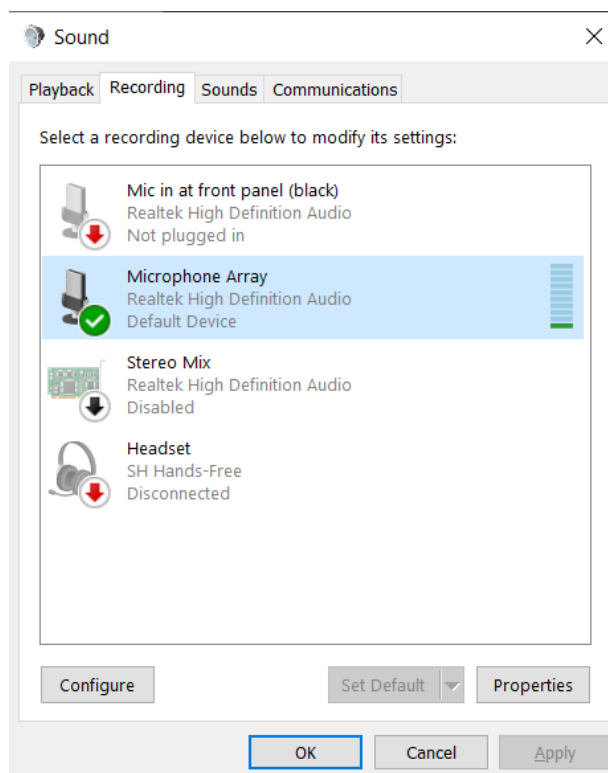 Sound
Playback Recording Sounds Communications
Select a recording device below to modify its settings:
Mic in at front panel (black)
Realtek High Definition Audio
Not plugged in
Microphone Array
Realtek High Definition Audio
Default Device
Stereo Mix
Realtek High Definition Audio
Disabled
Headset
SH Hands-Free
Disconnected
Configure Set Default Properties
OK Cancel Apply